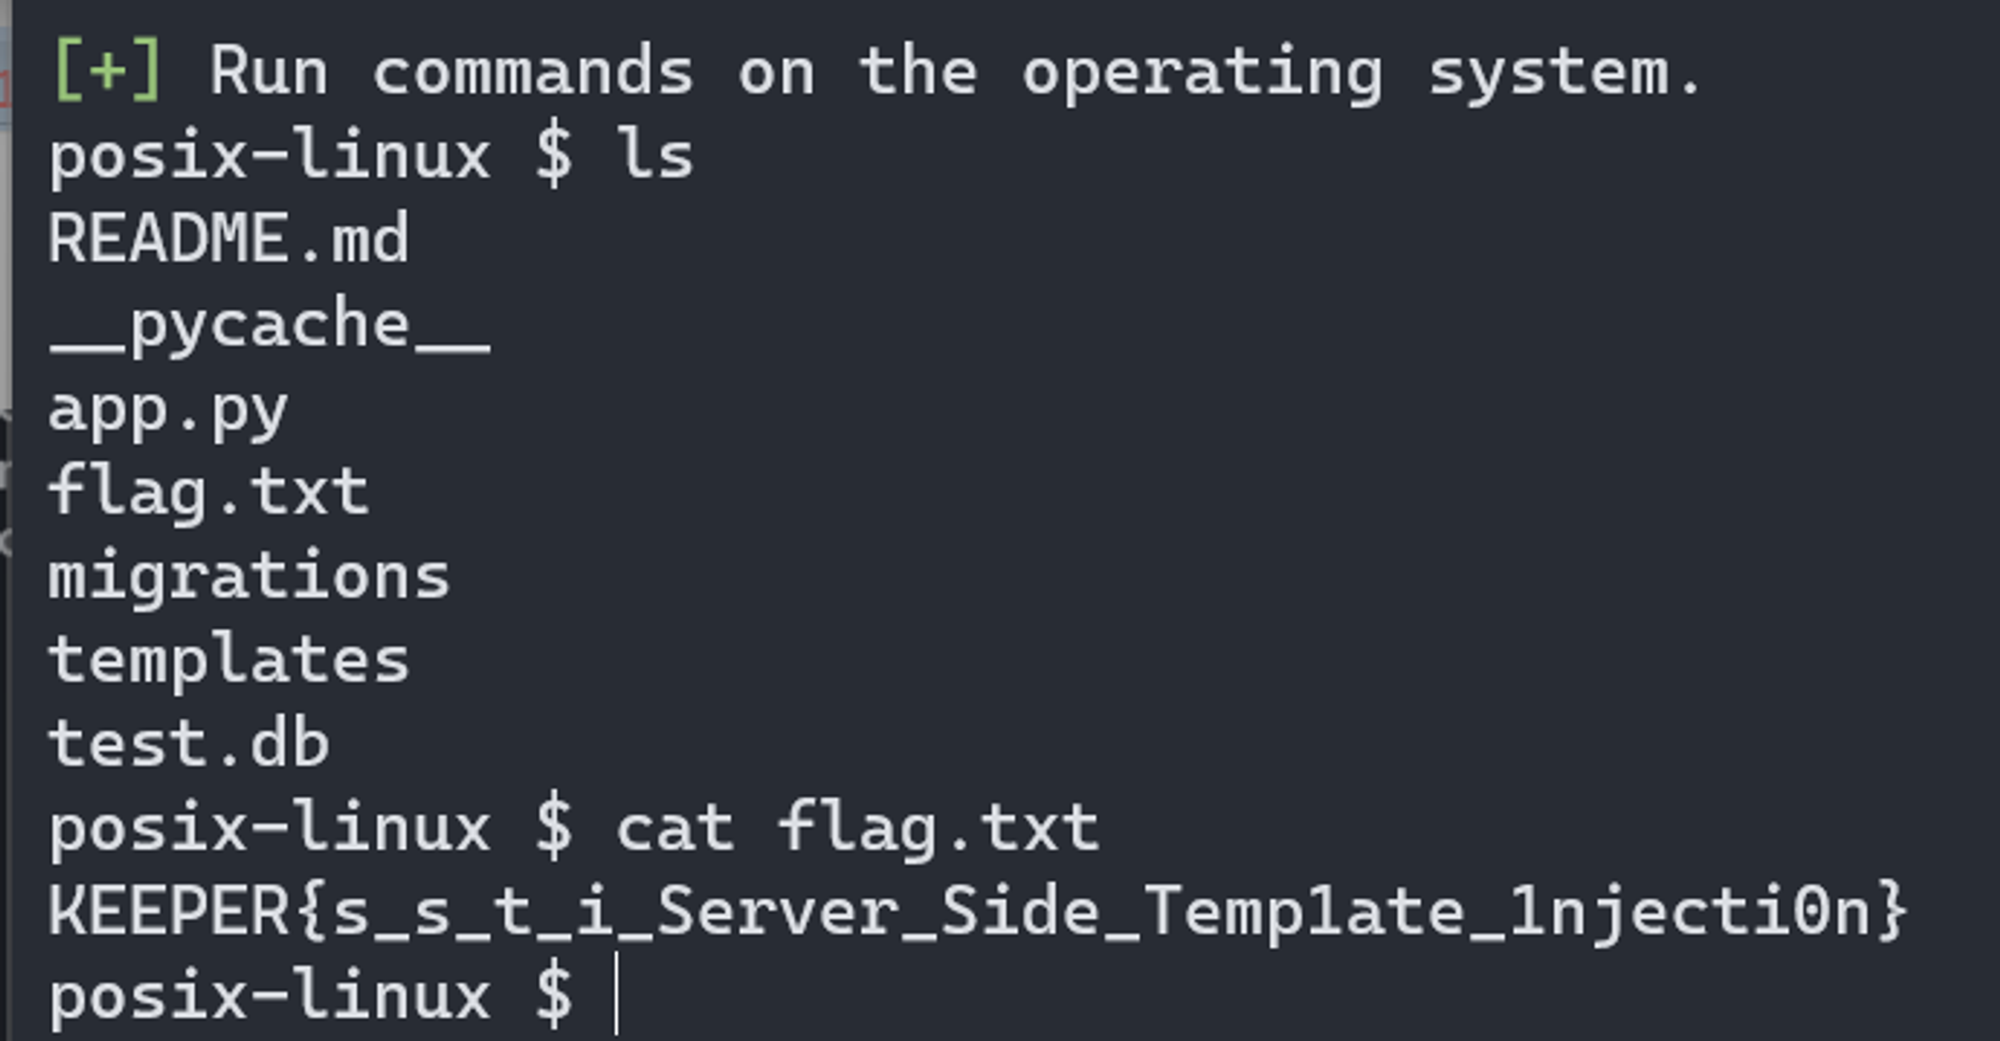 [+] Run commands on the operating system.
posix-linux $ ls
README.md
__pycache__
app.py
flag.txt
migrations
templates
test.db
posix-linux $ cat flag.txt
KEEPER{s_s_t_i_Server_Side_Temp1ate_1njecti0n}
posix-linux $